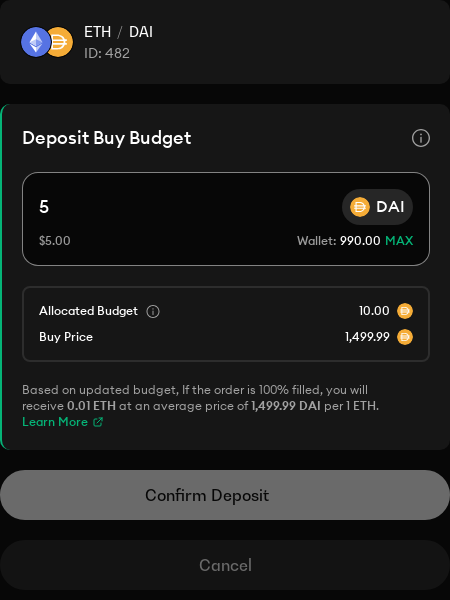 ETH / DAI
ID: 482
Deposit Buy Budget
5
DAI
$5.00
Wallet: 990.00 MAX
Allocated Budget
10.00
Buy Price
1,499.99
Based on updated budget, If the order is 100% filled, you will
receive 0.01 ETH at an average price of 1,499.99 DAI per 1 ETH.
Learn More
Confirm Deposit
Cancel